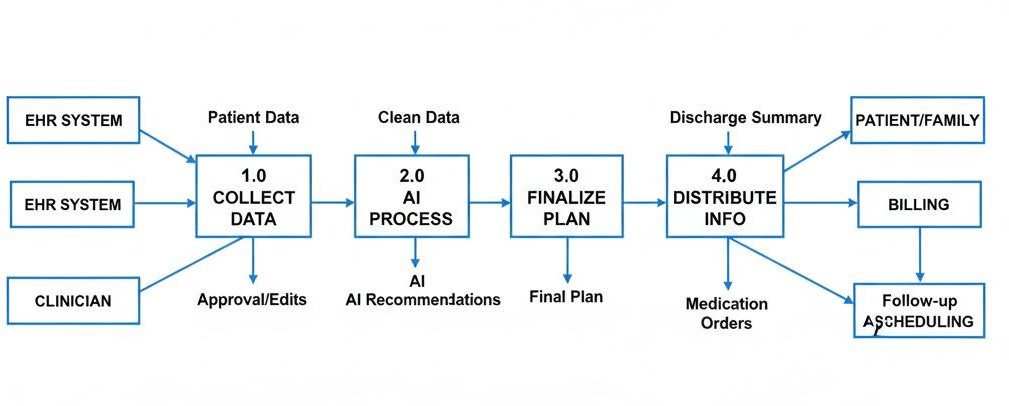 EHR SYSTEM
Patient Data
Clean Data
Discharge Summary
PATIENT/FAMILY
EHR SYSTEM
1.0
COLLECT
DATA
2.0
AI
PROCESS
3.0
FINALIZE
PLAN
4.0
DISTRIBUTE
INFO
BILLING
CLINICIAN
Approval/Edits
AI
AI Recommendations
Final Plan
Medication
Orders
Follow-up